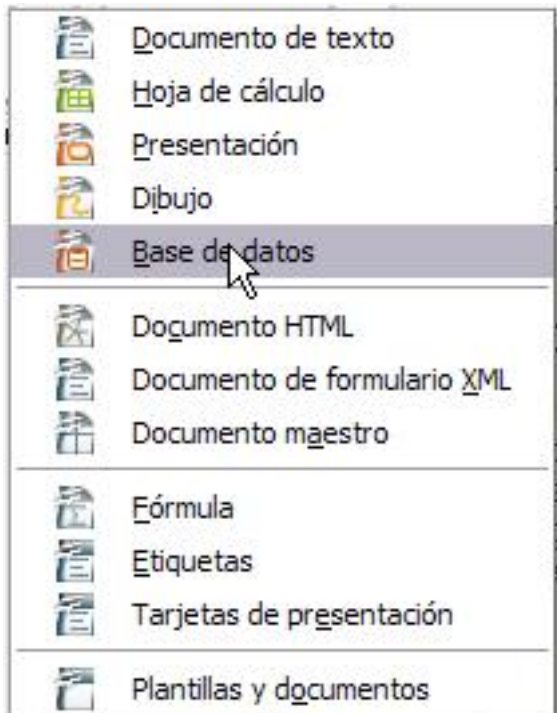 Documento de texto
Hoja de cálculo
Presentación
Dibujo
Base de datos
Documento HTML
Documento de formulario XML
Documento maestro
Fórmula
Etiquetas
Tarjetas de presentación
Plantillas y documentos